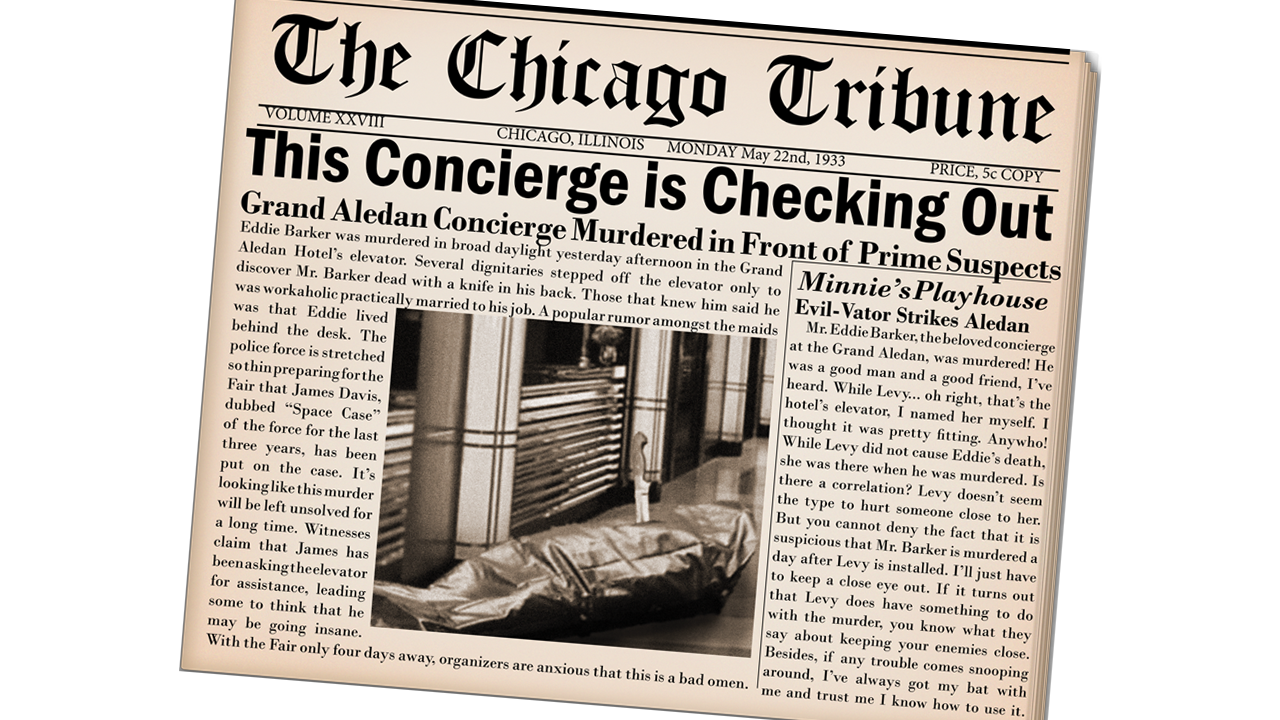 The Chicago Tribune
VOLUME XXVIII
CHICAGO, ILLINOIS MONDAY May 22nd, 1933
PRICE, 5c COPY
This Concierge is Checking Out
Grand Aledan Concierge Murdered in Front of Prime Suspects
Eddie Barker was murdered in broad daylight yesterday afternoon in the Grand
Aledan Hotel's elevator. Several dignitaries stepped off the elevator only to
discover Mr. Barker dead with a knife in his back. Those that knew him said he
was workaholic practically married to his job. A popular rumor amongst the maids
was that Eddie lived
behind the desk. The
police force is stretched
so thin preparing for the
Fair that James Davis,
dubbed “Space Case”
of the force for the last
three years, has been
put on the case. It's
looking like this murder
will be left unsolved for
a long time. Witnesses
claim that James has
been asking the elevator
for assistance, leading
some to think that he
may be going insane.
With the Fair only four days away, organizers are anxious that this is a bad omen.
Minnie's Playhouse
Evil-Vator Strikes Aledan
Mr. Eddie Barker, the beloved concierge
at the Grand Aledan, was murdered! He
was a good man and a good friend, I've
heard. While Levy... oh right, that's the
hotel's elevator, I named her myself. I
thought it was pretty fitting. Anywho!
While Levy did not cause Eddie's death,
she was there when he was murdered. Is
there a correlation? Levy doesn't seem
the type to hurt someone close to her.
But you cannot deny the fact that it is
suspicious that Mr. Barker is murdered a
day after Levy is installed. I'll just have
to keep a close eye out. If it turns out
that Levy does have something to do
with the murder, you know what they
say about keeping your enemies close.
Besides, if any trouble comes snooping
around, I've always got my bat with
me and trust me I know how to use it.